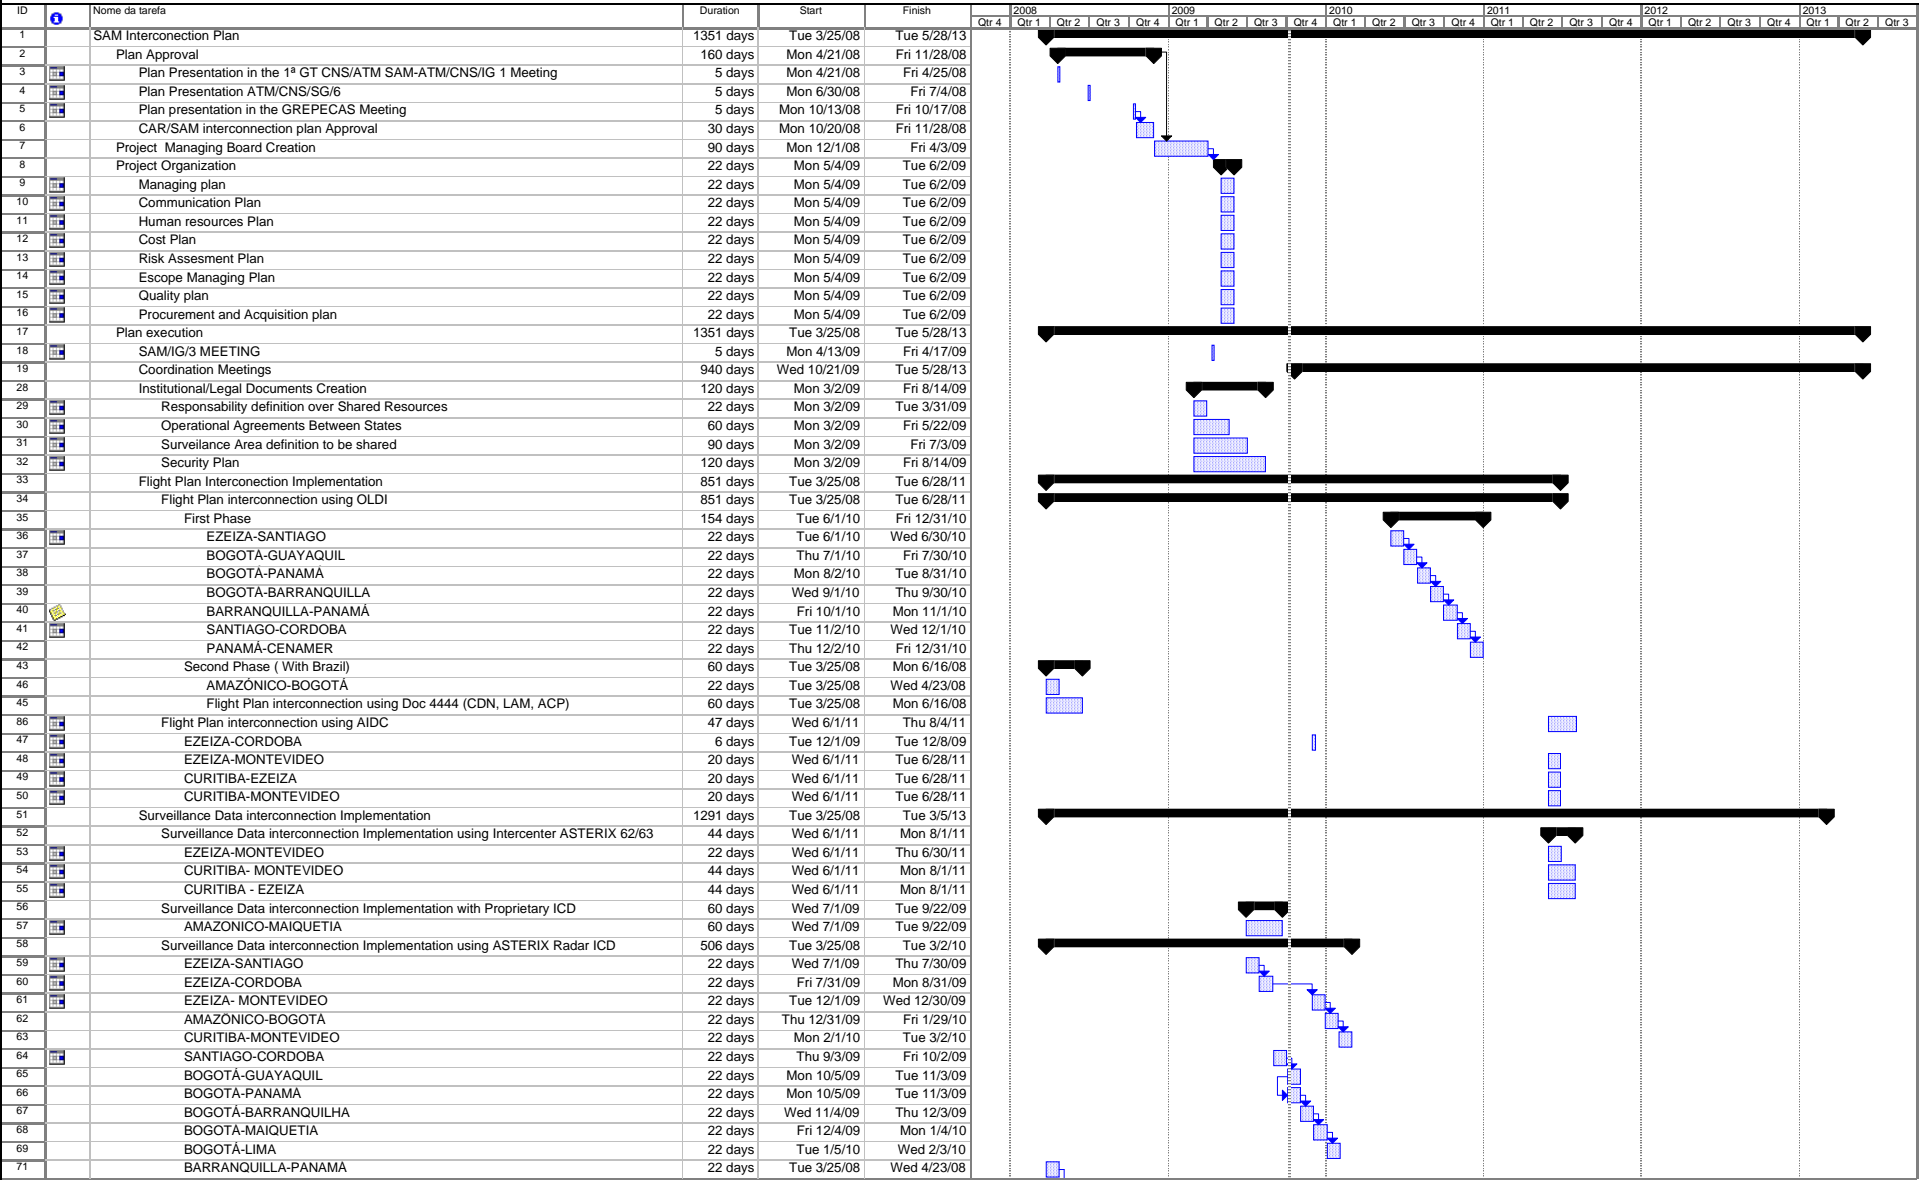 ID Nome da tarefa Duration Start Finish
2008 2009 2010 2011 2012 2013
Qtr 4 Qtr 1 Qtr 2 Qtr 3 Qtr 4 Qtr 1 Qtr 2 Qtr 3 Qtr 4 Qtr 1 Qtr 2 Qtr 3 Qtr 4 Qtr 1 Qtr 2 Qtr 3 Qtr 4 Qtr 1 Qtr 2 Qtr 3 Qtr 4 Qtr 1 Qtr 2 Qtr 3
1 SAM Interconection Plan 1351 days Tue 3/25/08 Tue 5/28/13
2 Plan Approval 160 days Mon 4/21/08 Fri 11/28/08
3 Plan Presentation in the 1ª GT CNS/ATM SAM-ATM/CNS/IG 1 Meeting 5 days Mon 4/21/08 Fri 4/25/08
4 Plan Presentation ATM/CNS/SG/6 5 days Mon 6/30/08 Fri 7/4/08
5 Plan presentation in the GREPECAS Meeting 5 days Mon 10/13/08 Fri 10/17/08
6 CAR/SAM interconnection plan Approval 30 days Mon 10/20/08 Fri 11/28/08
7 Project Managing Board Creation 90 days Mon 12/1/08 Fri 4/3/09
8 Project Organization 22 days Mon 5/4/09 Tue 6/2/09
9 Managing plan 22 days Mon 5/4/09 Tue 6/2/09
10 Communication Plan 22 days Mon 5/4/09 Tue 6/2/09
11 Human resources Plan 22 days Mon 5/4/09 Tue 6/2/09
12 Cost Plan 22 days Mon 5/4/09 Tue 6/2/09
13 Risk Assesment Plan 22 days Mon 5/4/09 Tue 6/2/09
14 Escope Managing Plan 22 days Mon 5/4/09 Tue 6/2/09
15 Quality plan 22 days Mon 5/4/09 Tue 6/2/09
16 Procurement and Acquisition plan 22 days Mon 5/4/09 Tue 6/2/09
17 Plan execution 1351 days Tue 3/25/08 Tue 5/28/13
18 SAM/IG/3 MEETING 5 days Mon 4/13/09 Fri 4/17/09
19 Coordination Meetings 940 days Wed 10/21/09 Tue 5/28/13
28 Institutional/Legal Documents Creation 120 days Mon 3/2/09 Fri 8/14/09
29 Responsability definition over Shared Resources 22 days Mon 3/2/09 Tue 3/31/09
30 Operational Agreements Between States 60 days Mon 3/2/09 Fri 5/22/09
31 Surveilance Area definition to be shared 90 days Mon 3/2/09 Fri 7/3/09
32 Security Plan 120 days Mon 3/2/09 Fri 8/14/09
33 Flight Plan Interconection Implementation 851 days Tue 3/25/08 Tue 6/28/11
34 Flight Plan interconection using OLDI 851 days Tue 3/25/08 Tue 6/28/11
35 First Phase 154 days Tue 6/1/10 Fri 12/31/10
36 EZEIZA-SANTIAGO 22 days Tue 6/1/10 Wed 6/30/10
37 BOGOTÁ-GUAYAQUIL 22 days Thu 7/1/10 Fri 7/30/10
38 BOGOTÁ-PANAMÁ 22 days Mon 8/2/10 Tue 8/31/10
39 BOGOTÁ-BARRANQUILLA 22 days Wed 9/1/10 Thu 9/30/10
40 BARRANQUILLA-PANAMÁ 22 days Fri 10/1/10 Mon 11/1/10
41 SANTIAGO-CORDOBA 22 days Tue 11/2/10 Wed 12/1/10
42 PANAMÁ-CENAMER 22 days Thu 12/2/10 Fri 12/31/10
43 Second Phase ( With Brazil) 60 days Tue 3/25/08 Mon 6/16/08
46 AMAZÔNICO-BOGOTÁ 22 days Tue 3/25/08 Wed 4/23/08
45 Flight Plan interconection using Doc 4444 (CDN, LAM, ACP) 60 days Tue 3/25/08 Mon 6/16/08
86 Flight Plan interconection using AIDC 47 days Wed 6/1/11 Thu 8/4/11
47 EZEIZA-CORDOBA 6 days Tue 12/1/09 Tue 12/8/09
48 EZEIZA-MONTEVIDEO 20 days Wed 6/1/11 Tue 6/28/11
49 CURITIBA-EZEIZA 20 days Wed 6/1/11 Tue 6/28/11
50 CURITIBA-MONTEVIDEO 20 days Wed 6/1/11 Tue 6/28/11
51 Surveillance Data interconection Implementation 1291 days Tue 3/25/08 Tue 3/5/13
52 Surveillance Data interconection Implementation using Intercenter ASTERIX 62/63 44 days Wed 6/1/11 Mon 8/1/11
53 EZEIZA-MONTEVIDEO 22 days Wed 6/1/11 Thu 6/30/11
54 CURITIBA- MONTEVIDEO 44 days Wed 6/1/11 Mon 8/1/11
55 CURITIBA - EZEIZA 44 days Wed 6/1/11 Mon 8/1/11
56 Surveillance Data interconection Implementation with Proprietary ICD 60 days Wed 7/1/09 Tue 9/22/09
57 AMAZONICO-MAIQUETIA 60 days Wed 7/1/09 Tue 9/22/09
58 Surveillance Data interconection Implementation using ASTERIX Radar ICD 506 days Tue 3/25/08 Tue 3/2/10
59 EZEIZA-SANTIAGO 22 days Wed 7/1/09 Thu 7/30/09
60 EZEIZA-CORDOBA 22 days Fri 7/31/09 Mon 8/31/09
61 EZEIZA- MONTEVIDEO 22 days Tue 12/1/09 Wed 12/30/09
62 AMAZÔNICO-BOGOTÁ 22 days Thu 12/31/09 Fri 1/29/10
63 CURITIBA-MONTEVIDEO 22 days Mon 2/1/10 Tue 3/2/10
64 SANTIAGO-CORDOBA 22 days Thu 9/3/09 Fri 10/2/09
65 BOGOTÁ-GUAYAQUIL 22 days Mon 10/5/09 Tue 11/3/09
66 BOGOTÁ-PANAMÁ 22 days Mon 10/5/09 Tue 11/3/09
67 BOGOTÁ-BARRANQUILHA 22 days Wed 11/4/09 Thu 12/3/09
68 BOGOTÁ-MAIQUETIA 22 days Fri 12/4/09 Mon 1/4/10
69 BOGOTÁ-LIMA 22 days Tue 1/5/10 Wed 2/3/10
71 BARRANQUILLA-PANAMÁ 22 days Tue 3/25/08 Wed 4/23/08